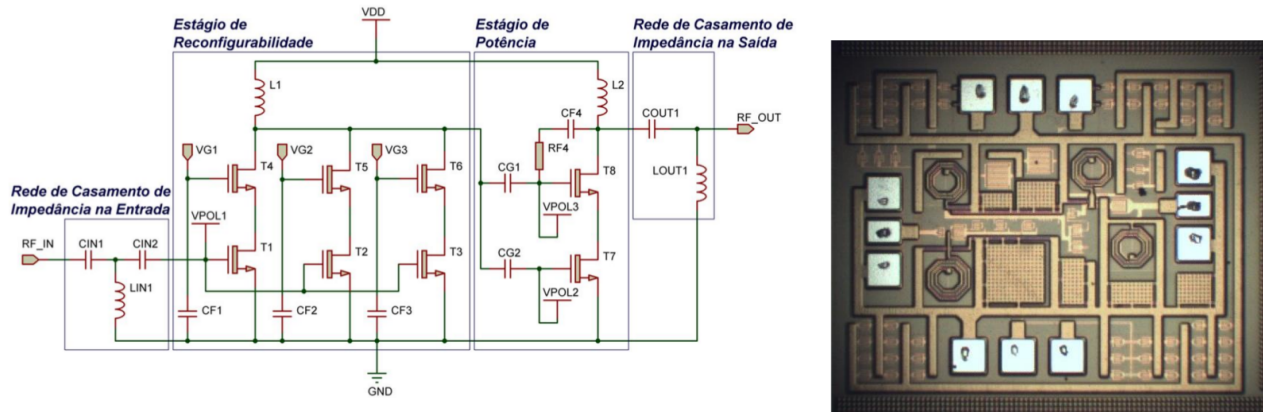 Estágio de
Reconfigurabilidade
VDD
Estágio de
Potência
Rede de Casamento de
Impedância na Saída
L1
L2
CF4
COUT1
RF_OUT
RF4
VG1
VG2
VG3
T4
T5
T6
CG1
T8
LOUT1
Rede de Casamento de
Impedância na Entrada
VPOL1
VPOL3
RF_IN
CIN1
CIN2
T1
T2
T3
CG2
T7
LIN1
VPOL2
CF1
CF2
CF3
GND